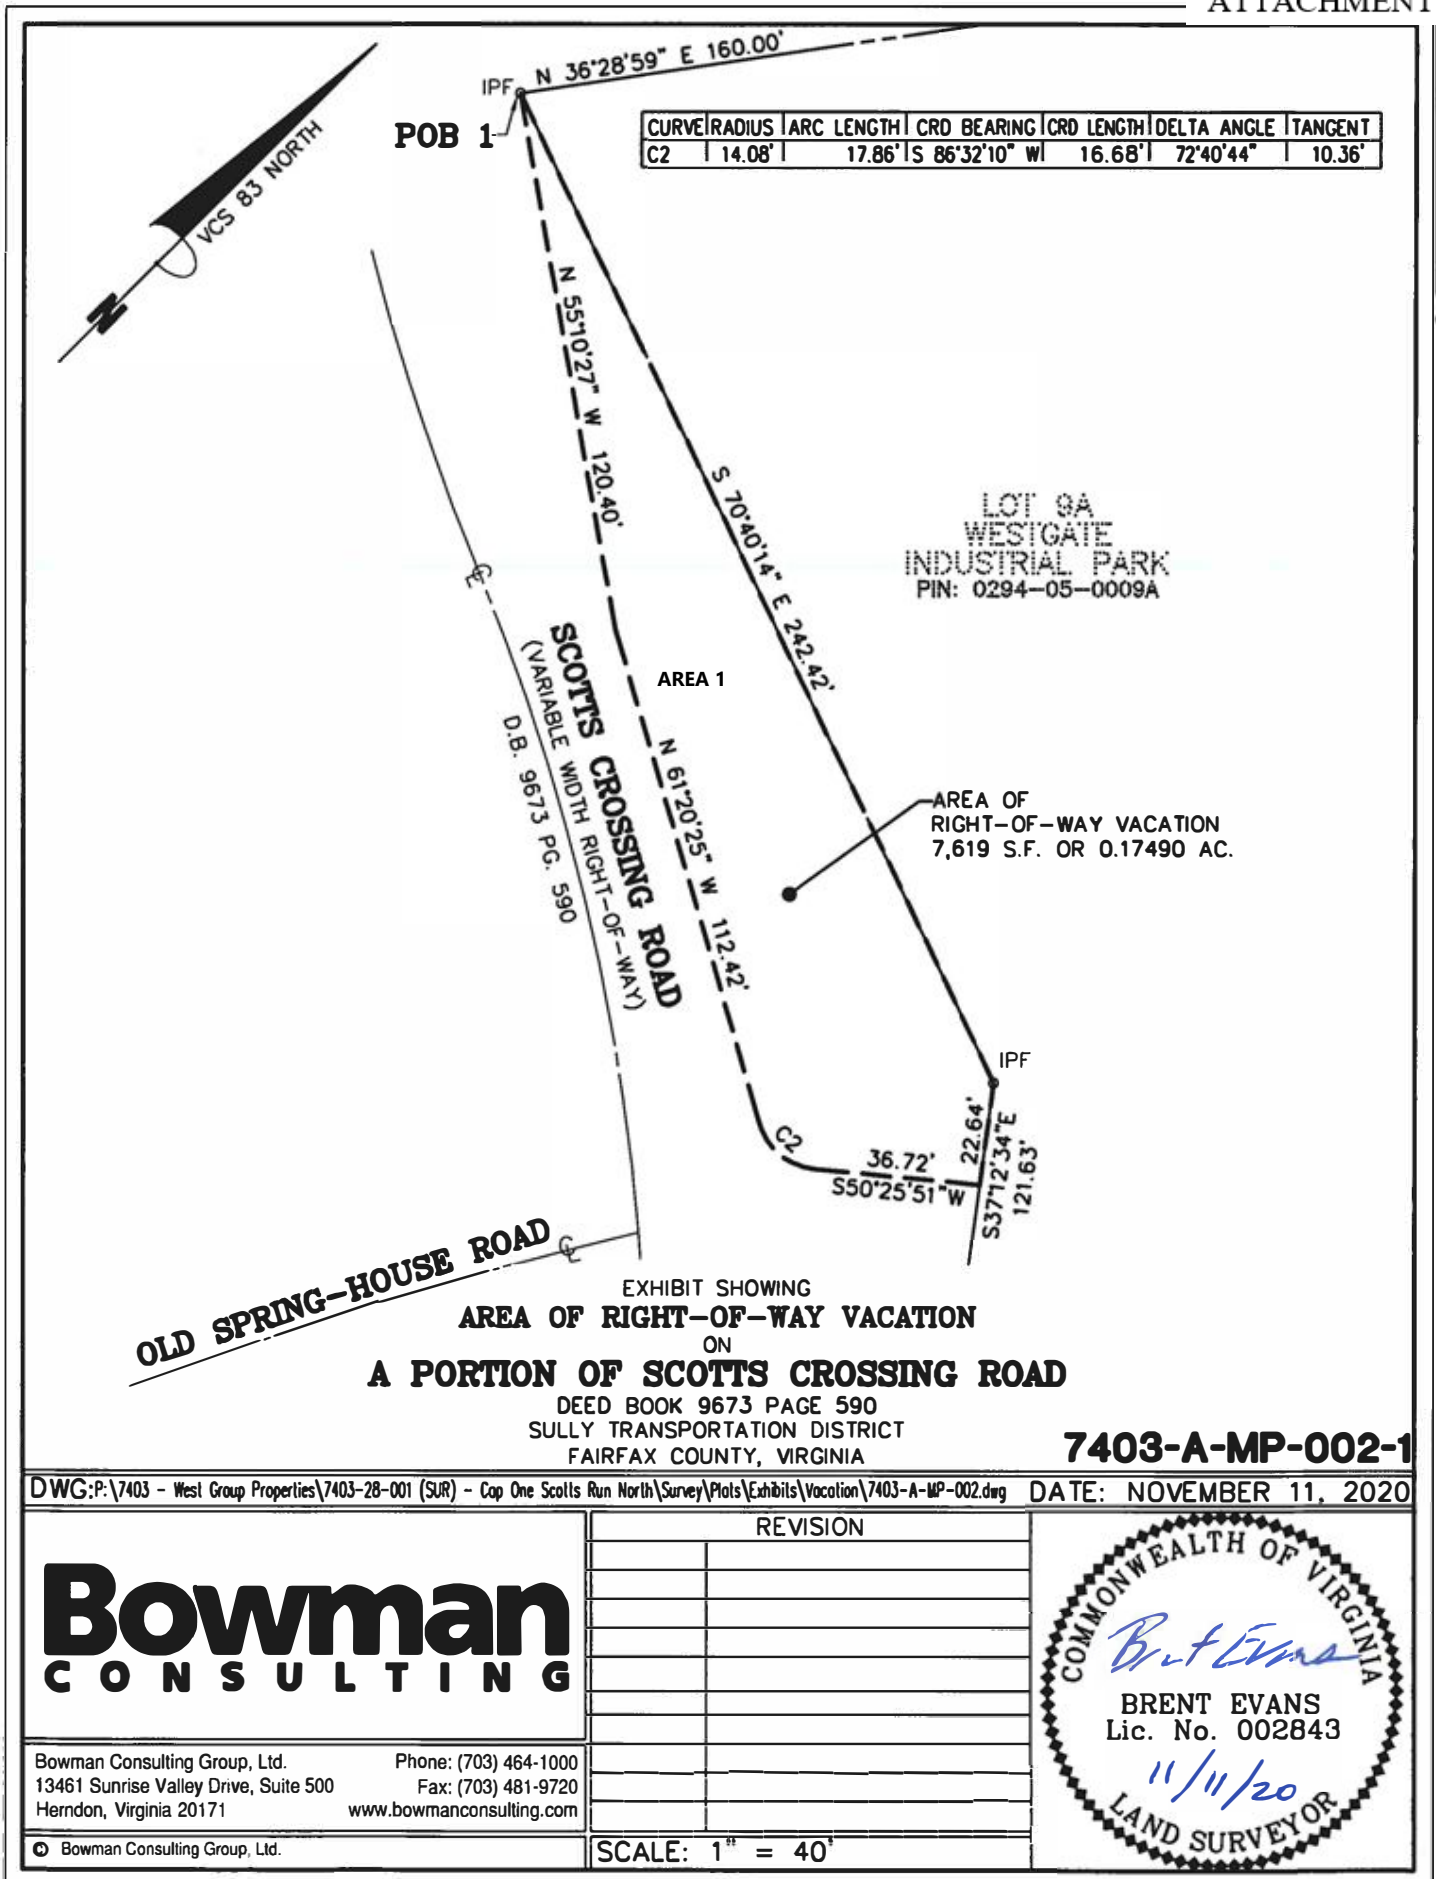 ATTACHMENT
IPF
N 36°28'59" E 160.00'
POB 1
CURVE RADIUS ARC LENGTH CRD BEARING CRD LENGTH DELTA ANGLE TANGENT
C2 14.08' 17.86' S 86°32'10" W 16.68' 72°40'44" 10.36'
VCS 83 NORTH
N
N 55°10'27" W 120.40'
S 70°40'14" E 242.42'
LOT 9A
WESTGATE
INDUSTRIAL PARK
PIN: 0294-05-0009A
AREA 1
SCOTTS CROSSING ROAD
(VARIABLE WIDTH RIGHT-OF-WAY)
D.B. 9673 PG. 590
N 61°20'25" W 112.42'
AREA OF
RIGHT-OF-WAY VACATION
7,619 S.F. OR 0.17490 AC.
IPF
C2
36.72'
S50°25'51"W
22.64'
S37°12'34"E
121.63'
OLD SPRING-HOUSE ROAD
EXHIBIT SHOWING
AREA OF RIGHT-OF-WAY VACATION
ON
A PORTION OF SCOTTS CROSSING ROAD
DEED BOOK 9673 PAGE 590
SULLY TRANSPORTATION DISTRICT
FAIRFAX COUNTY, VIRGINIA
7403-A-MP-002-1
DWG:P:\7403 - West Group Properties\7403-28-001 (SUR) - Cap One Scotts Run North\Survey\Plats\Exhibits\Vacation\7403-A-MP-002.dwg
DATE: NOVEMBER 11, 2020
REVISION
Bowman
CONSULTING
COMMONWEALTH OF VIRGINIA
Brent Evans
BRENT EVANS
Lic. No. 002843
11/11/20
LAND SURVEYOR
Bowman Consulting Group, Ltd.
13461 Sunrise Valley Drive, Suite 500
Herndon, Virginia 20171
Phone: (703) 464-1000
Fax: (703) 481-9720
www.bowmanconsulting.com
© Bowman Consulting Group, Ltd.
SCALE: 1" = 40'